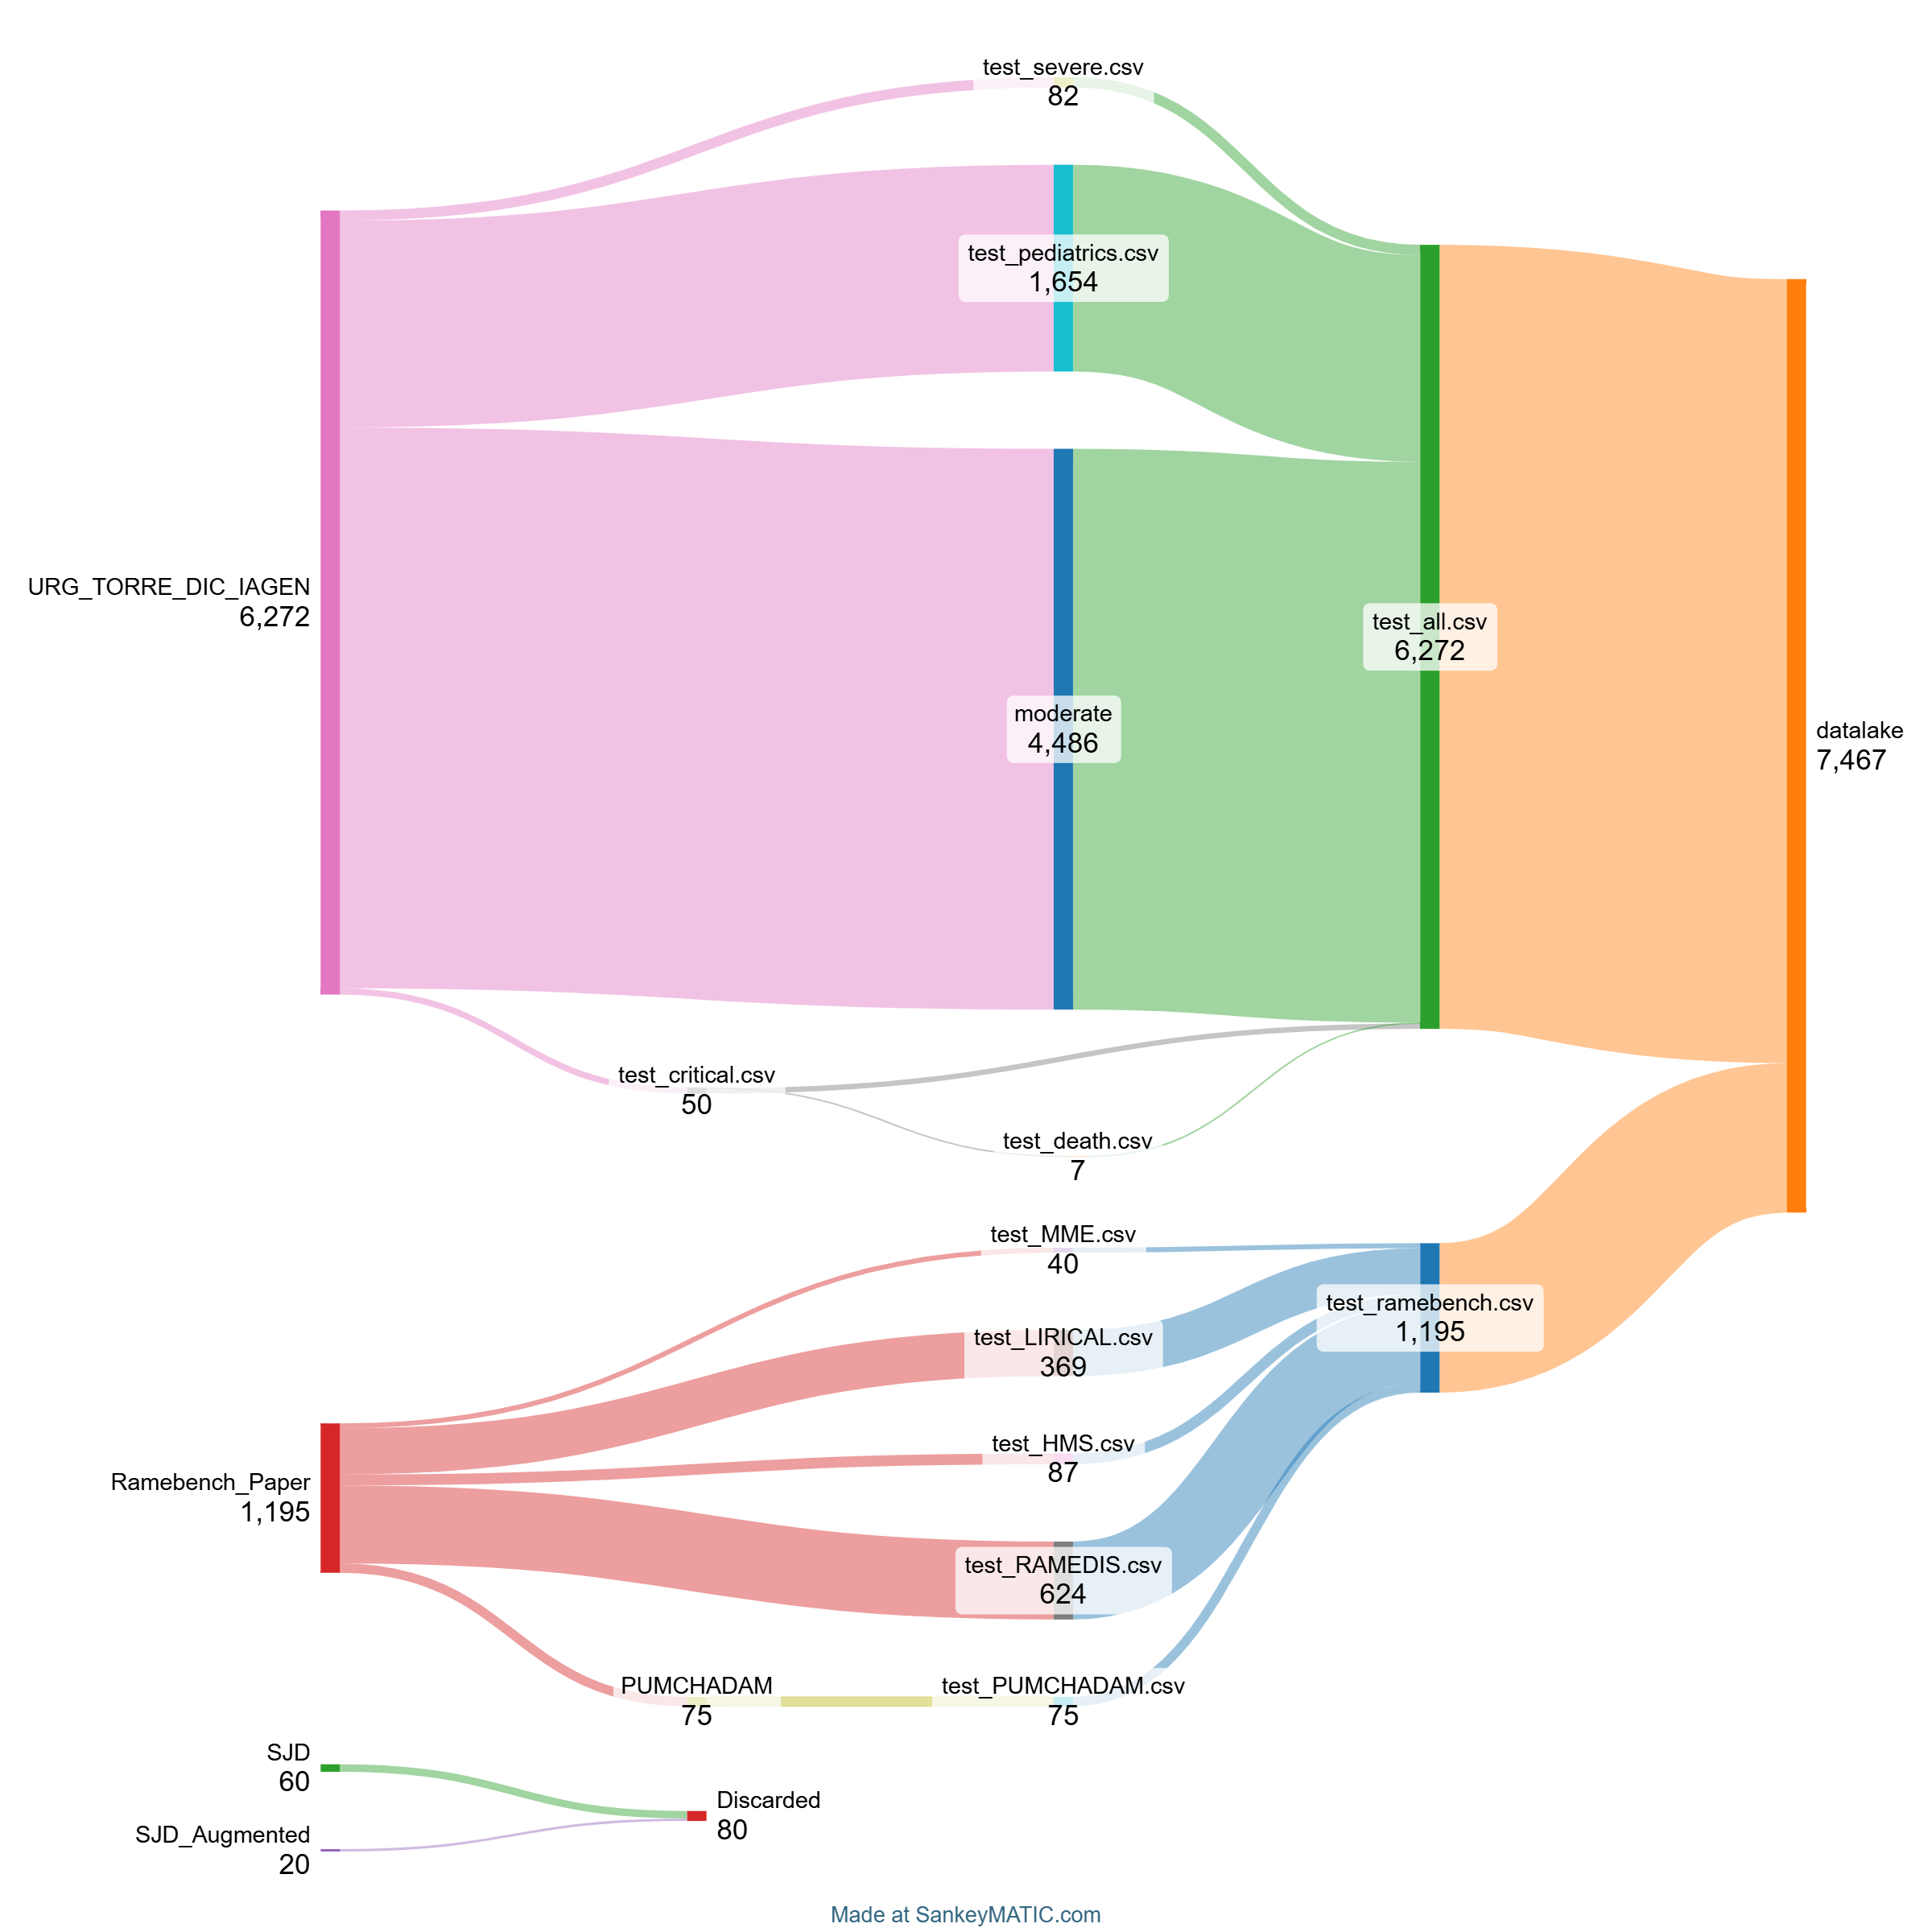 test_severe.csv
82
test_pediatrics.csv
1,654
URG_TORRE_DIC_IAGEN
6,272
test_all.csv
6,272
moderate
4,486
datalake
7,467
test_critical.csv
50
test_death.csv
7
test_MME.csv
40
test_ramebench.csv
1,195
test_LIRICAL.csv
369
test_HMS.csv
87
Ramebench_Paper
1,195
test_RAMEDIS.csv
624
PUMCHADAM
75
test_PUMCHADAM.csv
75
SJD
60
Discarded
80
SJD_Augmented
20
Made at SankeyMATIC.com